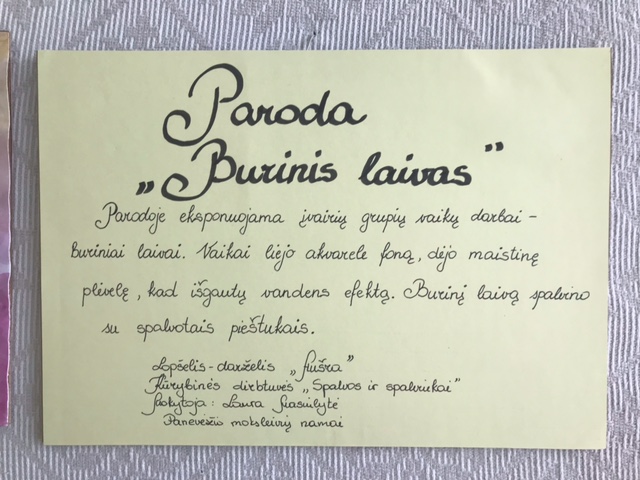 Paroda
„Burinis laivas"
Parodoje eksponuojama įvairių grupių vaikų darbai -
Buriniai laivai. Vaikai liejo akvarele foną, dėjo maistinę
plėvelę, kad išgautų vandens efektą. Burinį laivą spalvino
su spalvotais pieštukais.
Lopšelis-darželis „Aušra"
Kūrybinės dirbtuvės „Spalvos ir spalviukai"
Mokytoja: Laura
Panevėžio moksleivių namai